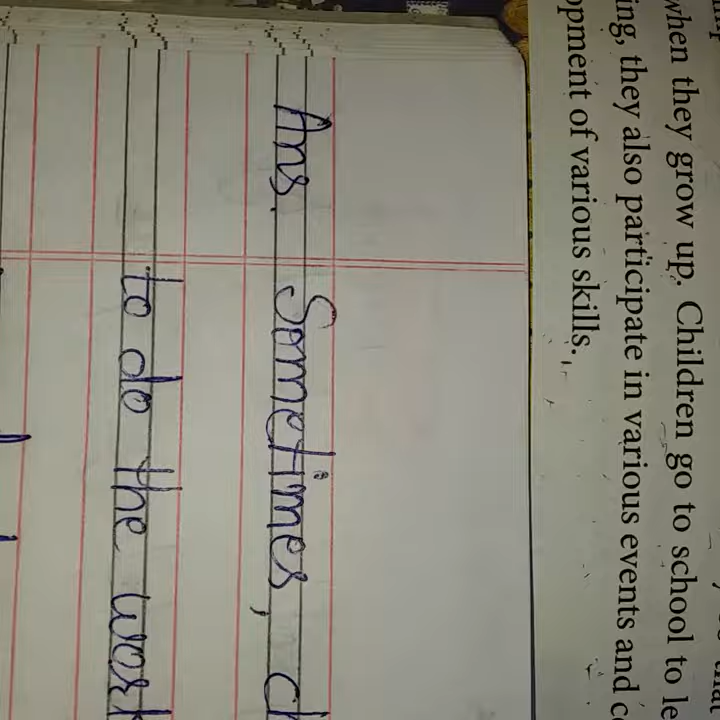 when they grow up. Children go to school to
ing, they also participate in various events and
opment of various skills.
Ans. Sometimes,
to do the work